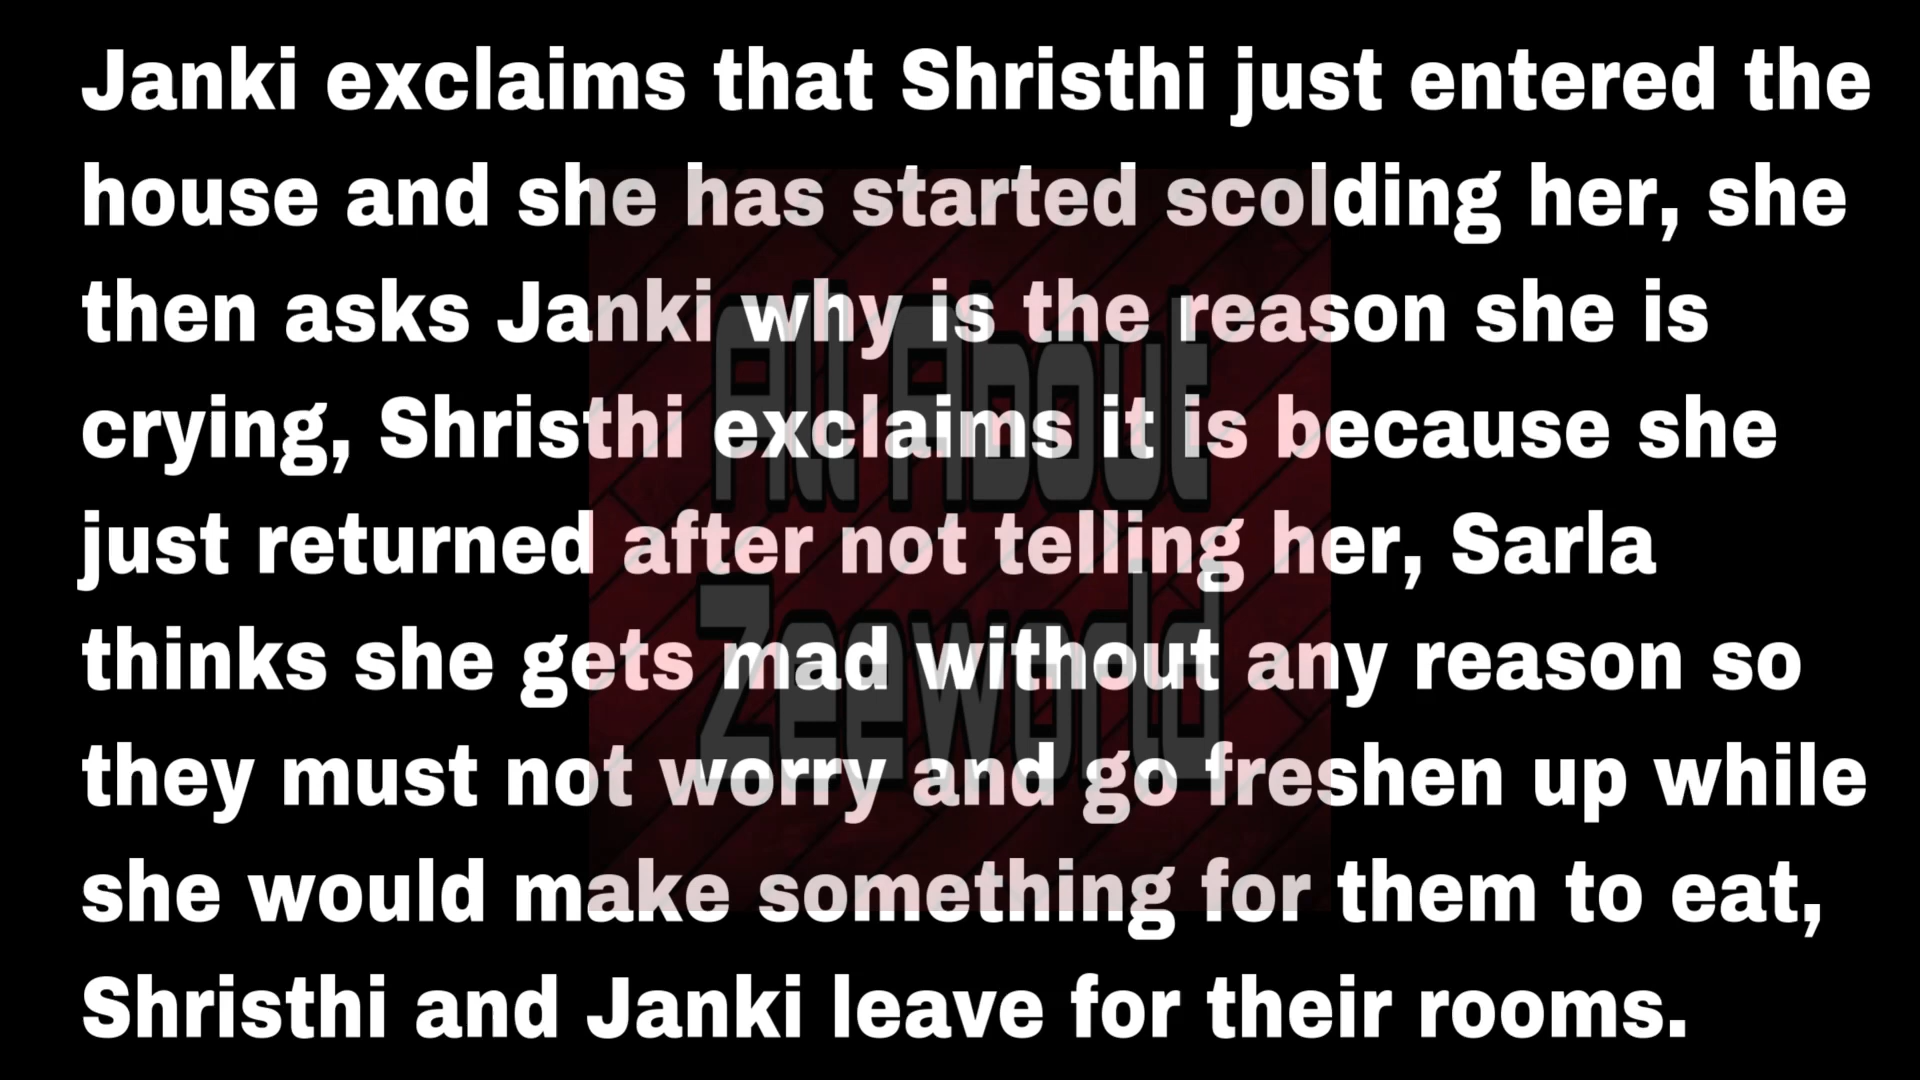 Janki exclaims that Shristhi just entered the
house and she has started scolding her, she
then asks Janki why is the reason she is
crying, Shristhi exclaims it is because she
just returned after not telling her, Sarla
thinks she gets mad without any reason so
they must not worry and go freshen up while
she would make something for them to eat,
Shristhi and Janki leave for their rooms.
All About
Zeeworld